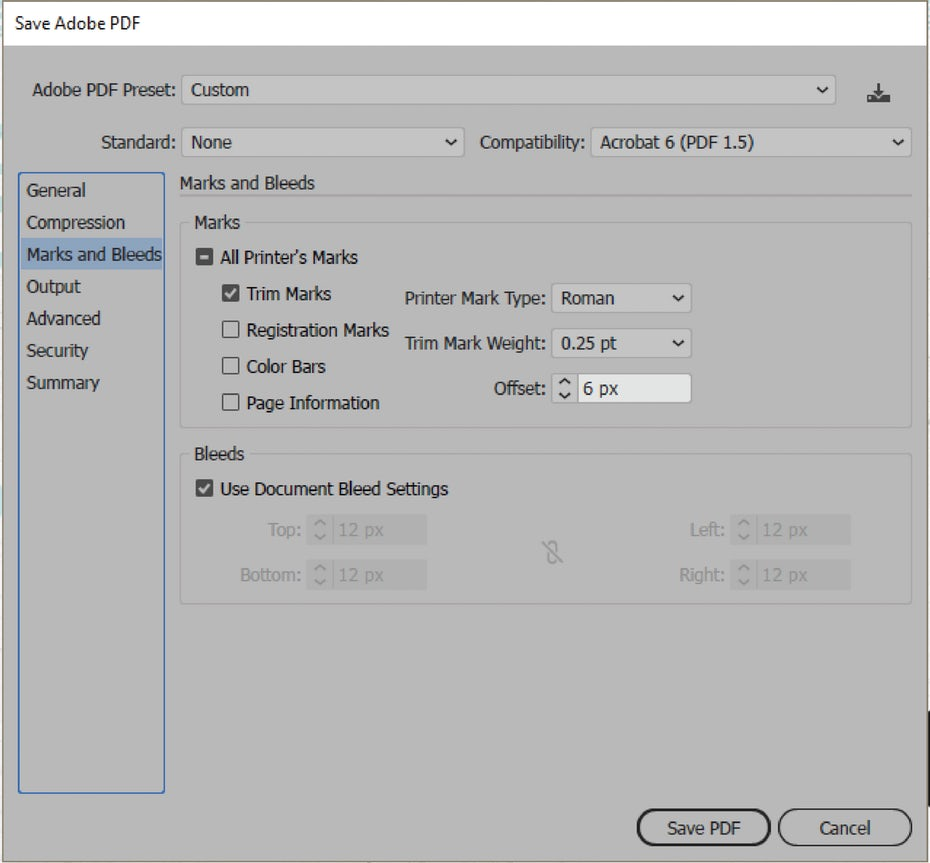 Save Adobe PDF
Adobe PDF Preset: Custom
Standard: None Compatibility: Acrobat 6 (PDF 1.5)
General
Compression
Marks and Bleeds
Output
Advanced
Security
Summary
Marks and Bleeds
Marks
All Printer's Marks
Trim Marks
Registration Marks
Color Bars
Page Information
Printer Mark Type: Roman
Trim Mark Weight: 0.25 pt
Offset: 6 px
Bleeds
Use Document Bleed Settings
Top: 12 px Left: 12 px
Bottom: 12 px Right: 12 px
Save PDF Cancel